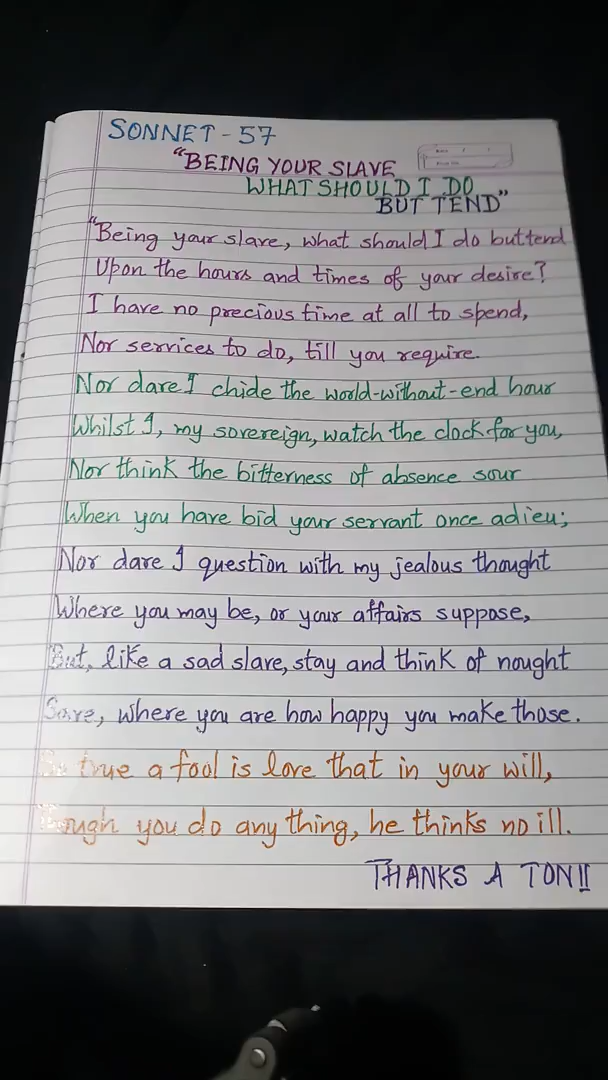 SONNET - 57
"BEING YOUR SLAVE
WHAT SHOULD I DO
BUT TEND"
"Being your slave, what should I do but tend
Upon the hours and times of your desire?
I have no precious time at all to spend,
Nor services to do, till you require.
Nor dare I chide the world-without-end hour
Whilst I, my sovereign, watch the clock for you,
Nor think the bitterness of absence sour
When you have bid your servant once adieu;
Nor dare I question with my jealous thought
Where you may be, or your affairs suppose,
But, like a sad slave, stay and think of nought
Save, where you are how happy you make those.
So true a fool is love that in your will,
Though you do any thing, he thinks no ill.
THANKS A TON!!